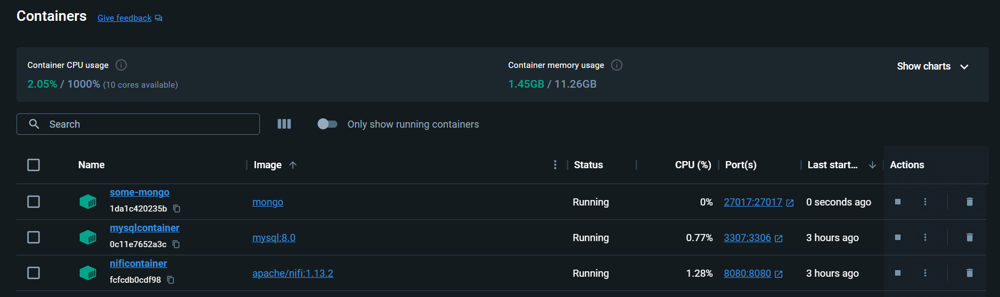 Containers Give feedback
Container CPU usage
2.05% / 1000% (10 cores available)
Container memory usage
1.45GB / 11.26GB
Show charts
Search
Only show running containers
Name Image Status CPU (%) Port(s) Last start... Actions
some-mongo
1da1c420235b
mongo Running 0% 27017:27017 0 seconds ago
mysqlcontainer
0c11e7652a3c
mysql:8.0 Running 0.77% 3307:3306 3 hours ago
nificontainer
fcfcdb0cdf98
apache/nifi:1.13.2 Running 1.28% 8080:8080 3 hours ago